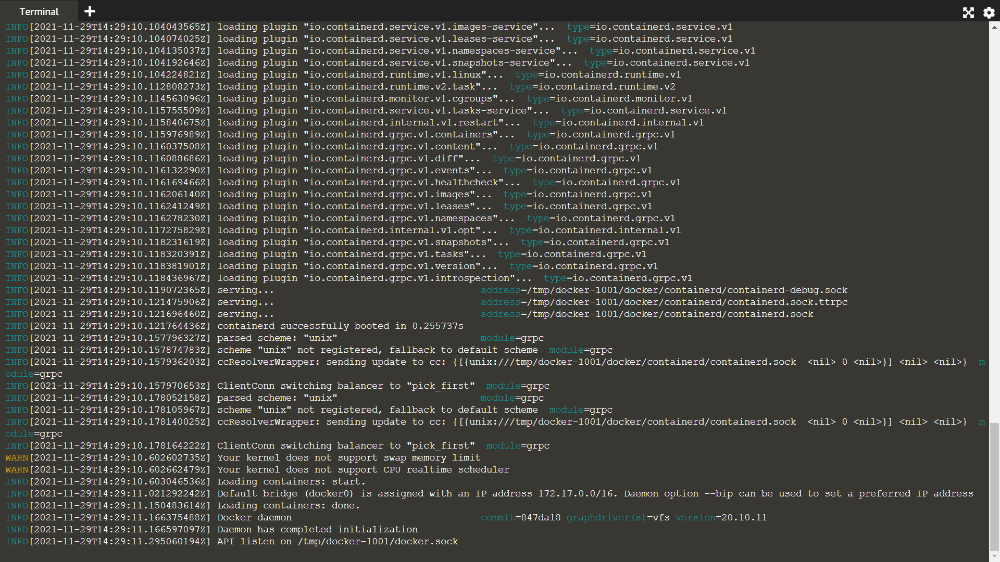 Terminal
INFO[2021-11-29T14:29:10.104043565Z] loading plugin "io.containerd.service.v1.images-service"...  type=io.containerd.service.v1
INFO[2021-11-29T14:29:10.104074025Z] loading plugin "io.containerd.service.v1.leases-service"...  type=io.containerd.service.v1
INFO[2021-11-29T14:29:10.104135037Z] loading plugin "io.containerd.service.v1.namespaces-service"...  type=io.containerd.service.v1
INFO[2021-11-29T14:29:10.104192646Z] loading plugin "io.containerd.service.v1.snapshots-service"...  type=io.containerd.service.v1
INFO[2021-11-29T14:29:10.104224821Z] loading plugin "io.containerd.runtime.v1.linux"...  type=io.containerd.runtime.v1
INFO[2021-11-29T14:29:10.112808273Z] loading plugin "io.containerd.runtime.v2.task"...  type=io.containerd.runtime.v2
INFO[2021-11-29T14:29:10.114563096Z] loading plugin "io.containerd.monitor.v1.cgroups"...  type=io.containerd.monitor.v1
INFO[2021-11-29T14:29:10.115755509Z] loading plugin "io.containerd.service.v1.tasks-service"...  type=io.containerd.service.v1
INFO[2021-11-29T14:29:10.115840675Z] loading plugin "io.containerd.internal.v1.restart"...  type=io.containerd.internal.v1
INFO[2021-11-29T14:29:10.115976989Z] loading plugin "io.containerd.grpc.v1.containers"...  type=io.containerd.grpc.v1
INFO[2021-11-29T14:29:10.116037508Z] loading plugin "io.containerd.grpc.v1.content"...  type=io.containerd.grpc.v1
INFO[2021-11-29T14:29:10.116088686Z] loading plugin "io.containerd.grpc.v1.diff"...  type=io.containerd.grpc.v1
INFO[2021-11-29T14:29:10.116132290Z] loading plugin "io.containerd.grpc.v1.events"...  type=io.containerd.grpc.v1
INFO[2021-11-29T14:29:10.116169466Z] loading plugin "io.containerd.grpc.v1.healthcheck"...  type=io.containerd.grpc.v1
INFO[2021-11-29T14:29:10.116206140Z] loading plugin "io.containerd.grpc.v1.images"...  type=io.containerd.grpc.v1
INFO[2021-11-29T14:29:10.116241249Z] loading plugin "io.containerd.grpc.v1.leases"...  type=io.containerd.grpc.v1
INFO[2021-11-29T14:29:10.116278230Z] loading plugin "io.containerd.grpc.v1.namespaces"...  type=io.containerd.grpc.v1
INFO[2021-11-29T14:29:10.117275829Z] loading plugin "io.containerd.internal.v1.opt"...  type=io.containerd.internal.v1
INFO[2021-11-29T14:29:10.118231619Z] loading plugin "io.containerd.grpc.v1.snapshots"...  type=io.containerd.grpc.v1
INFO[2021-11-29T14:29:10.118320391Z] loading plugin "io.containerd.grpc.v1.tasks"...  type=io.containerd.grpc.v1
INFO[2021-11-29T14:29:10.118381901Z] loading plugin "io.containerd.grpc.v1.version"...  type=io.containerd.grpc.v1
INFO[2021-11-29T14:29:10.118436967Z] loading plugin "io.containerd.grpc.v1.introspection"...  type=io.containerd.grpc.v1
INFO[2021-11-29T14:29:10.119072365Z] serving...                                    address=/tmp/docker-1001/docker/containerd/containerd-debug.sock
INFO[2021-11-29T14:29:10.121475906Z] serving...                                    address=/tmp/docker-1001/docker/containerd/containerd.sock.ttrpc
INFO[2021-11-29T14:29:10.121696460Z] serving...                                    address=/tmp/docker-1001/docker/containerd/containerd.sock
INFO[2021-11-29T14:29:10.121764436Z] containerd successfully booted in 0.255737s
INFO[2021-11-29T14:29:10.157796327Z] parsed scheme: "unix"                         module=grpc
INFO[2021-11-29T14:29:10.157874783Z] scheme "unix" not registered, fallback to default scheme  module=grpc
INFO[2021-11-29T14:29:10.157936203Z] ccResolverWrapper: sending update to cc: {[{unix:///tmp/docker-1001/docker/containerd/containerd.sock  <nil> 0 <nil>}] <nil> <nil>}  m
odule=grpc
INFO[2021-11-29T14:29:10.157970653Z] ClientConn switching balancer to "pick_first"  module=grpc
INFO[2021-11-29T14:29:10.178052158Z] parsed scheme: "unix"                         module=grpc
INFO[2021-11-29T14:29:10.178105967Z] scheme "unix" not registered, fallback to default scheme  module=grpc
INFO[2021-11-29T14:29:10.178140025Z] ccResolverWrapper: sending update to cc: {[{unix:///tmp/docker-1001/docker/containerd/containerd.sock  <nil> 0 <nil>}] <nil> <nil>}  m
odule=grpc
INFO[2021-11-29T14:29:10.178164222Z] ClientConn switching balancer to "pick_first"  module=grpc
WARN[2021-11-29T14:29:10.602602735Z] Your kernel does not support swap memory limit
WARN[2021-11-29T14:29:10.602662479Z] Your kernel does not support CPU realtime scheduler
INFO[2021-11-29T14:29:10.603046536Z] Loading containers: start.
INFO[2021-11-29T14:29:11.021292242Z] Default bridge (docker0) is assigned with an IP address 172.17.0.0/16. Daemon option --bip can be used to set a preferred IP address
INFO[2021-11-29T14:29:11.150483614Z] Loading containers: done.
INFO[2021-11-29T14:29:11.166375488Z] Docker daemon                                 commit=847da18 graphdriver(s)=vfs version=20.10.11
INFO[2021-11-29T14:29:11.166597097Z] Daemon has completed initialization
INFO[2021-11-29T14:29:11.295060194Z] API listen on /tmp/docker-1001/docker.sock